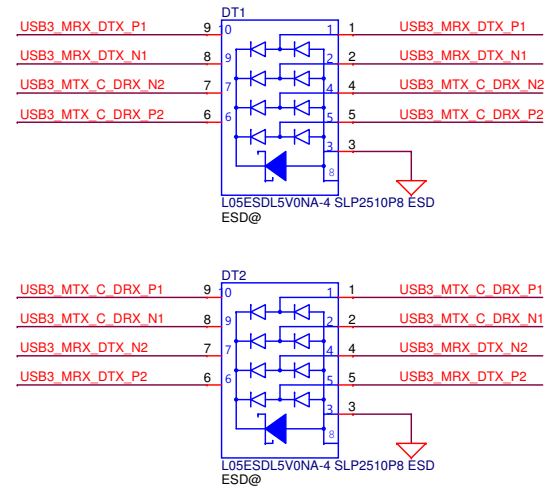 DT1
USB3_MRX_DTX_P1 9 10 1 1 USB3_MRX_DTX_P1
USB3_MRX_DTX_N1 8 9 2 2 USB3_MRX_DTX_N1
USB3_MTX_C_DRX_N2 7 7 4 4 USB3_MTX_C_DRX_N2
USB3_MTX_C_DRX_P2 6 6 5 5 USB3_MTX_C_DRX_P2
3 3
8
L05ESDL5V0NA-4 SLP2510P8 ESD
ESD@
DT2
USB3_MTX_C_DRX_P1 9 10 1 1 USB3_MTX_C_DRX_P1
USB3_MTX_C_DRX_N1 8 9 2 2 USB3_MTX_C_DRX_N1
USB3_MRX_DTX_N2 7 7 4 4 USB3_MRX_DTX_N2
USB3_MRX_DTX_P2 6 6 5 5 USB3_MRX_DTX_P2
3 3
8
L05ESDL5V0NA-4 SLP2510P8 ESD
ESD@